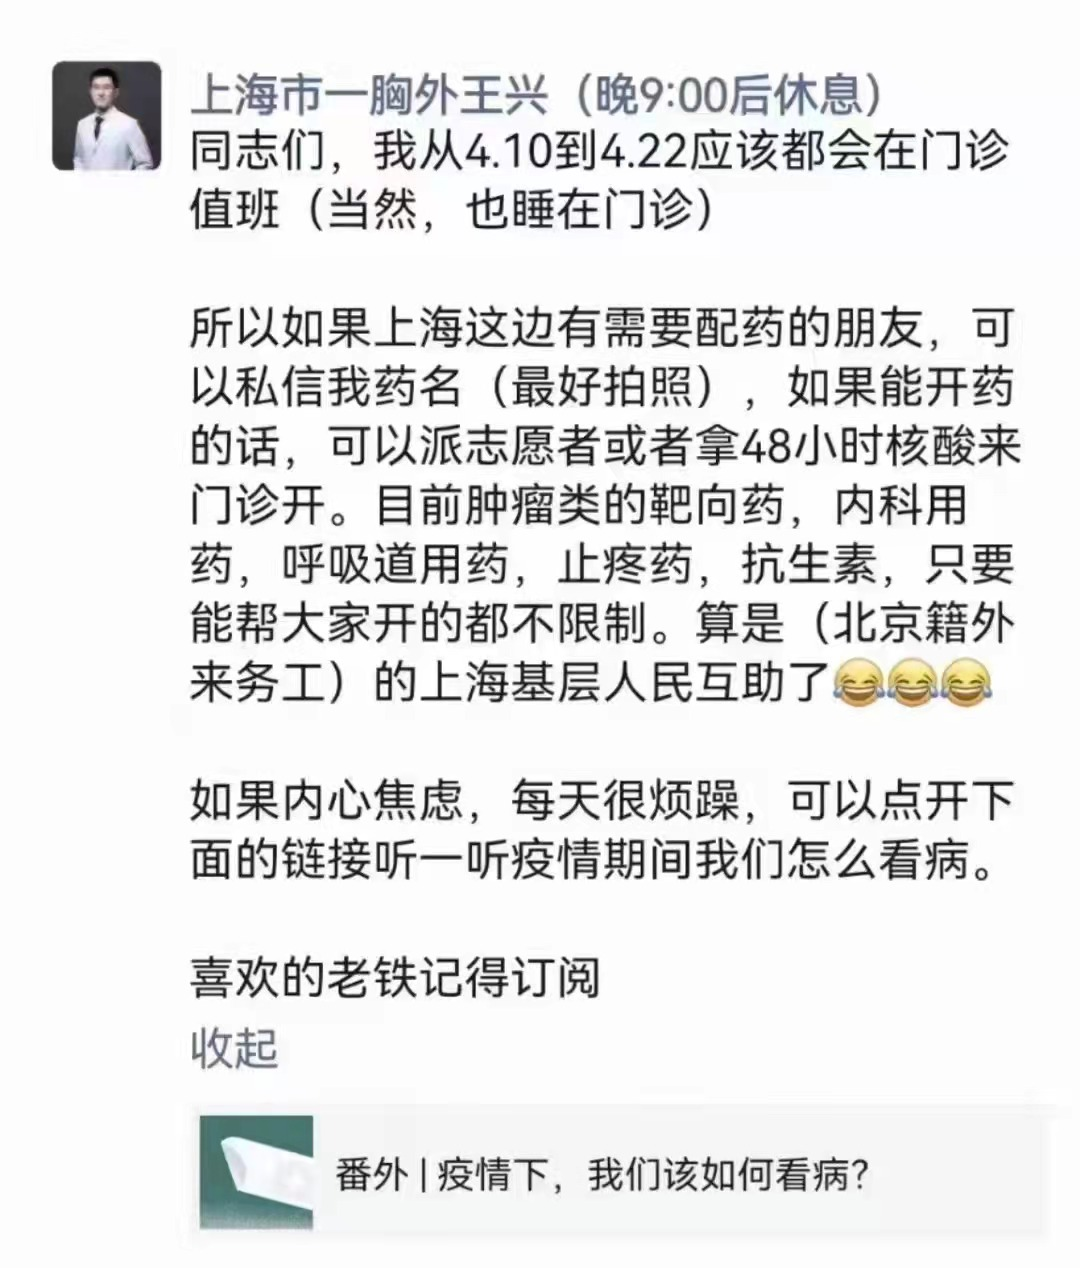 上海市一胸外王兴（晚9:00后休息）
同志们，我从4.10到4.22应该都会在门诊
值班（当然，也睡在门诊）
所以如果上海这边有需要配药的朋友，可
以私信我药名（最好拍照），如果能开药
的话，可以派志愿者或者拿48小时核酸来
门诊开。目前肿瘤类的靶向药，内科用
药，呼吸道用药，止疼药，抗生素，只要
能帮大家开的都不限制。算是（北京籍外
来务工）的上海基层人民互助了😂😂😂
如果内心焦虑，每天很烦躁，可以点开下
面的链接听一听疫情期间我们怎么看病。
喜欢的老铁记得订阅
收起
番外 | 疫情下，我们该如何看病？